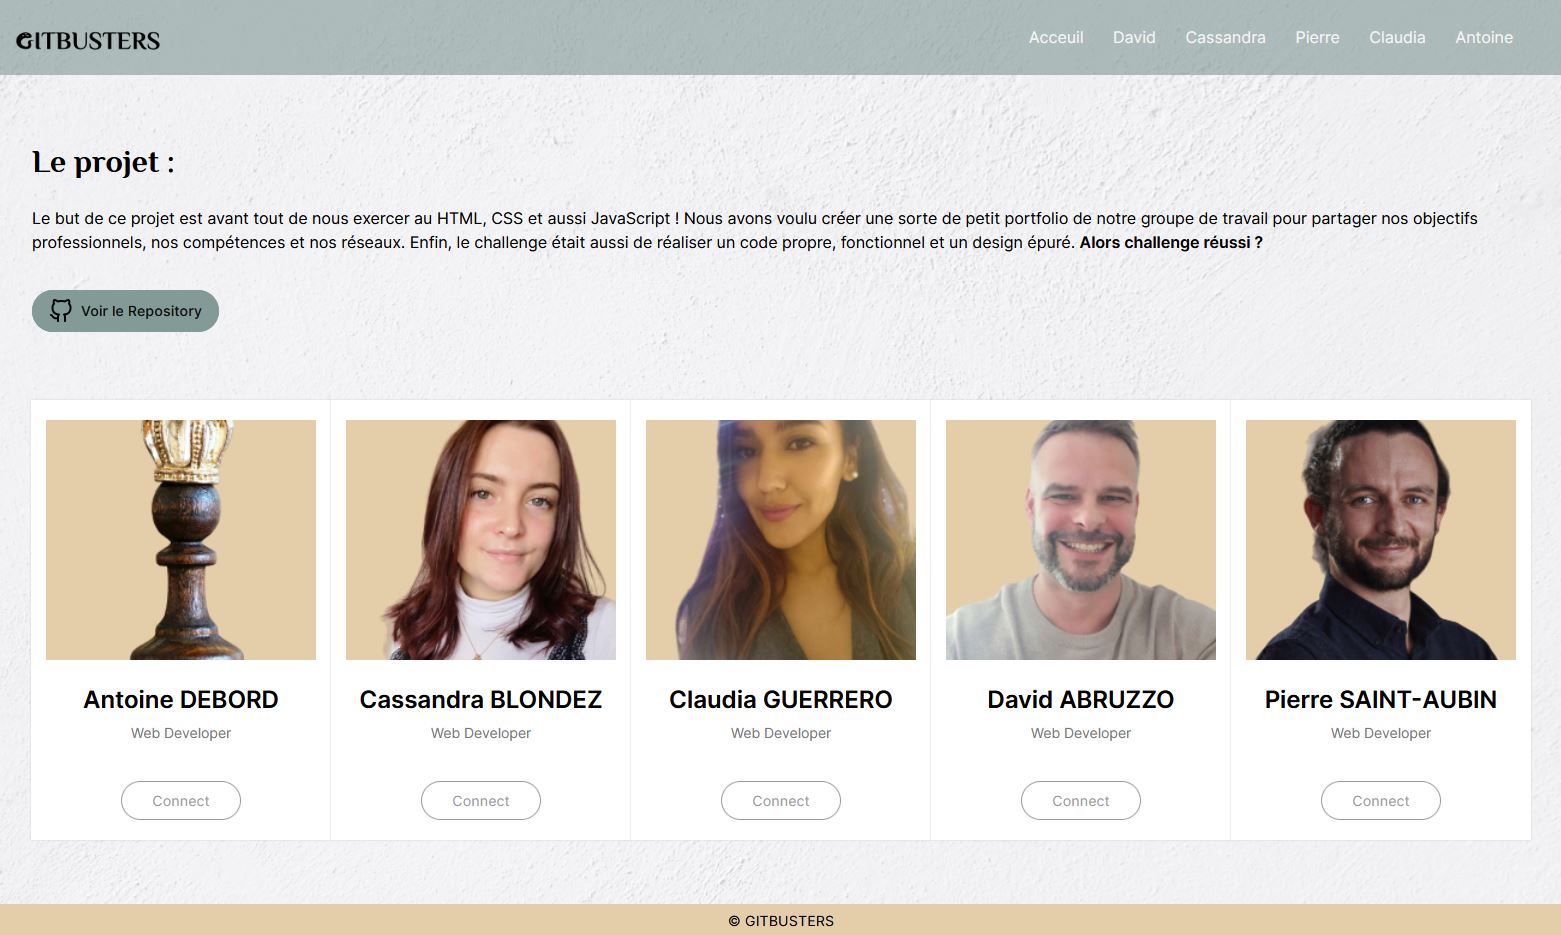 GITBUSTERS
Acceuil David Cassandra Pierre Claudia Antoine
Le projet :
Le but de ce projet est avant tout de nous exercer au HTML, CSS et aussi JavaScript ! Nous avons voulu créer une sorte de petit portfolio de notre groupe de travail pour partager nos objectifs
professionnels, nos compétences et nos réseaux. Enfin, le challenge était aussi de réaliser un code propre, fonctionnel et un design épuré. Alors challenge réussi ?
Voir le Repository
Antoine DEBORD
Web Developer
Connect
Cassandra BLONDEZ
Web Developer
Connect
Claudia GUERRERO
Web Developer
Connect
David ABRUZZO
Web Developer
Connect
Pierre SAINT-AUBIN
Web Developer
Connect
© GITBUSTERS